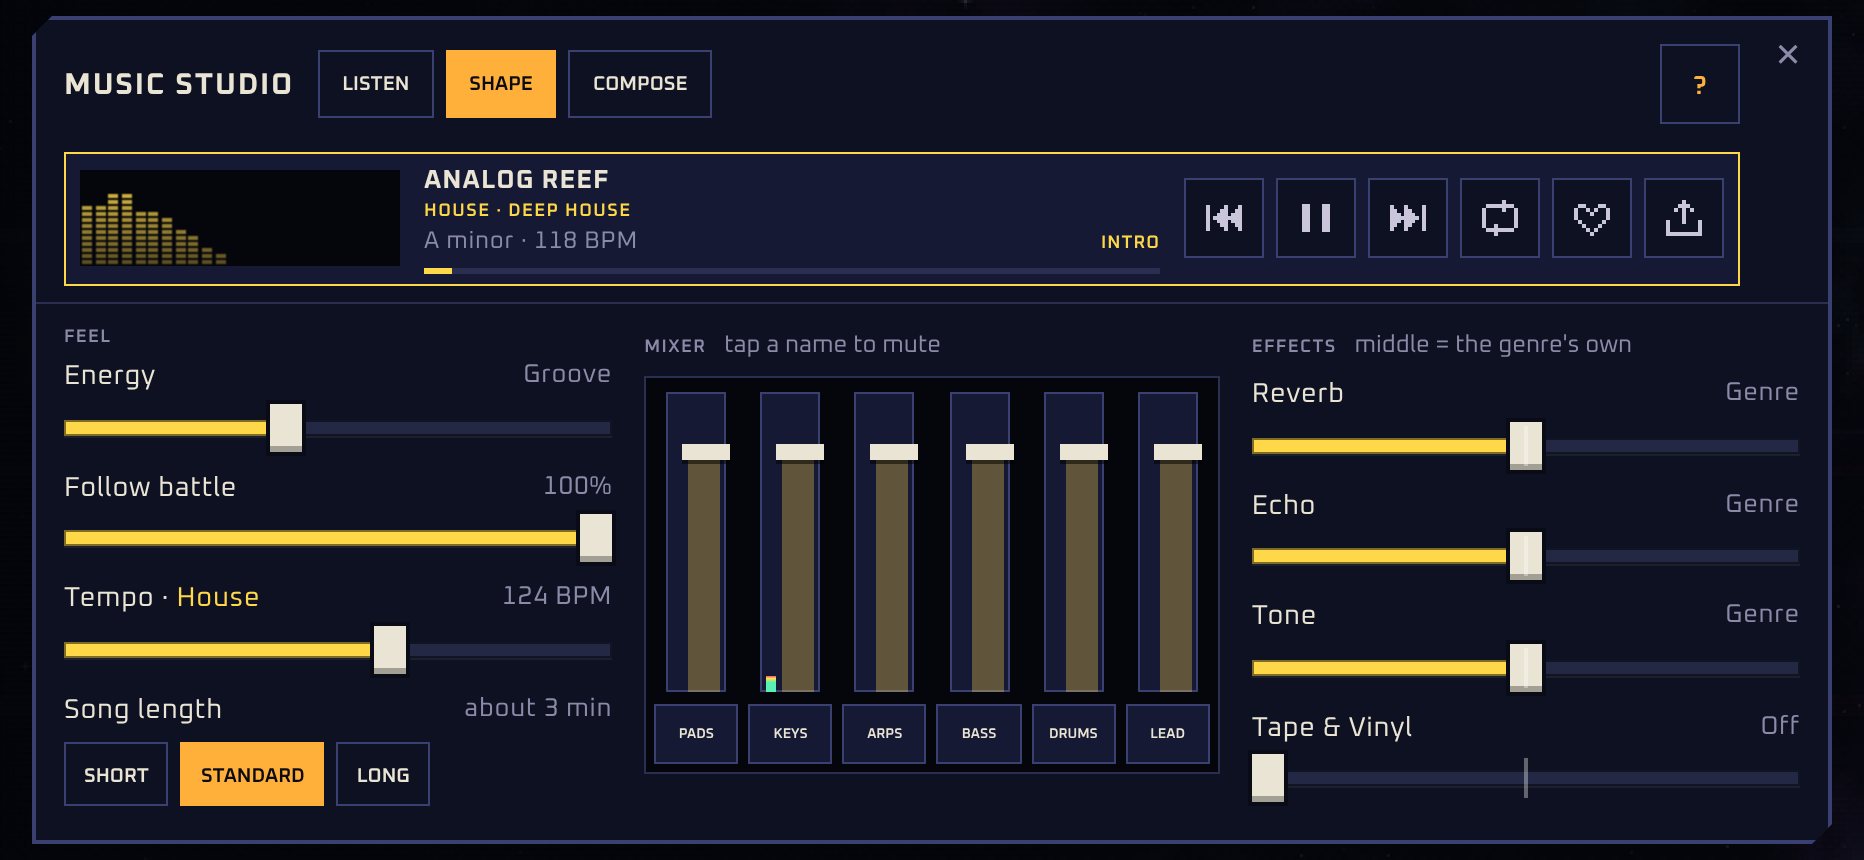 MUSIC STUDIO LISTEN SHAPE COMPOSE ?
ANALOG REEF
HOUSE · DEEP HOUSE
A minor · 118 BPM INTRO
FEEL
Energy Groove
Follow battle 100%
Tempo · House 124 BPM
Song length about 3 min
SHORT STANDARD LONG
MIXER tap a name to mute
PADS KEYS ARPS BASS DRUMS LEAD
EFFECTS middle = the genre's own
Reverb Genre
Echo Genre
Tone Genre
Tape & Vinyl Off